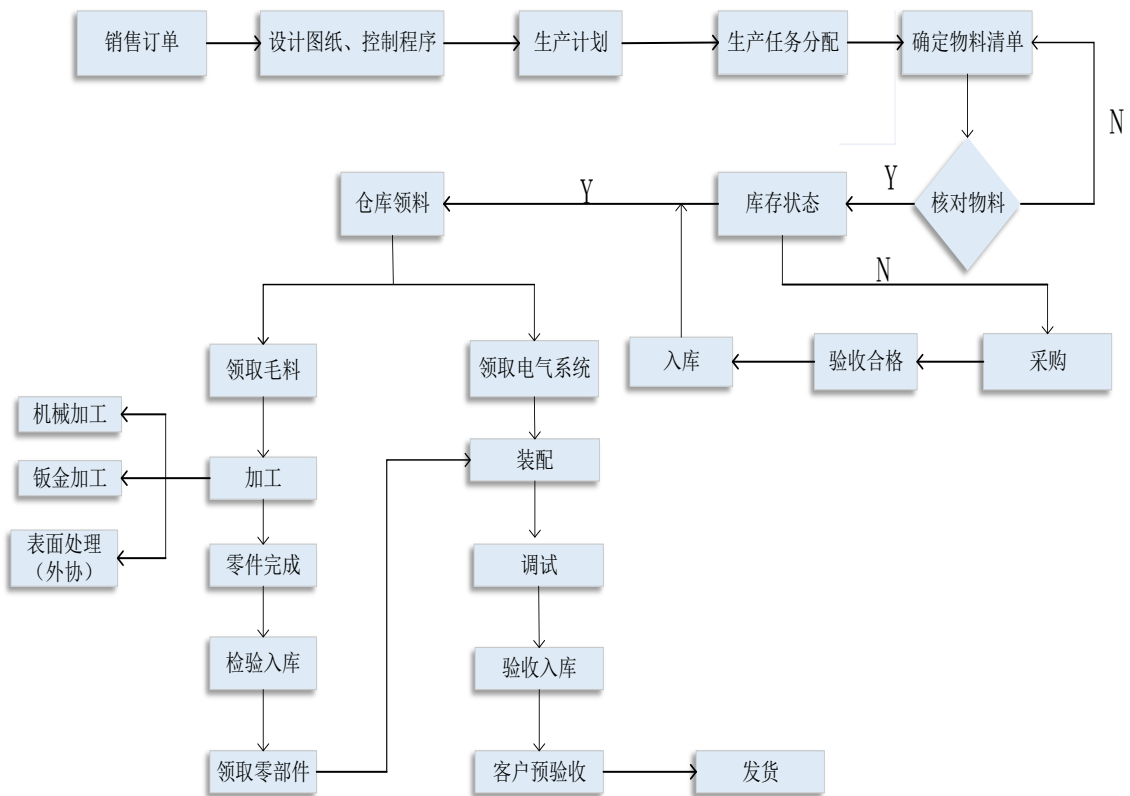 销售订单
设计图纸、控制程序
生产计划
生产任务分配
确定物料清单
N
仓库领料
Y
库存状态
Y
核对物料
N
领取毛料
领取电气系统
入库
验收合格
采购
机械加工
钣金加工
加工
装配
表面处理
（外协）
零件完成
调试
检验入库
验收入库
领取零部件
客户预验收
发货